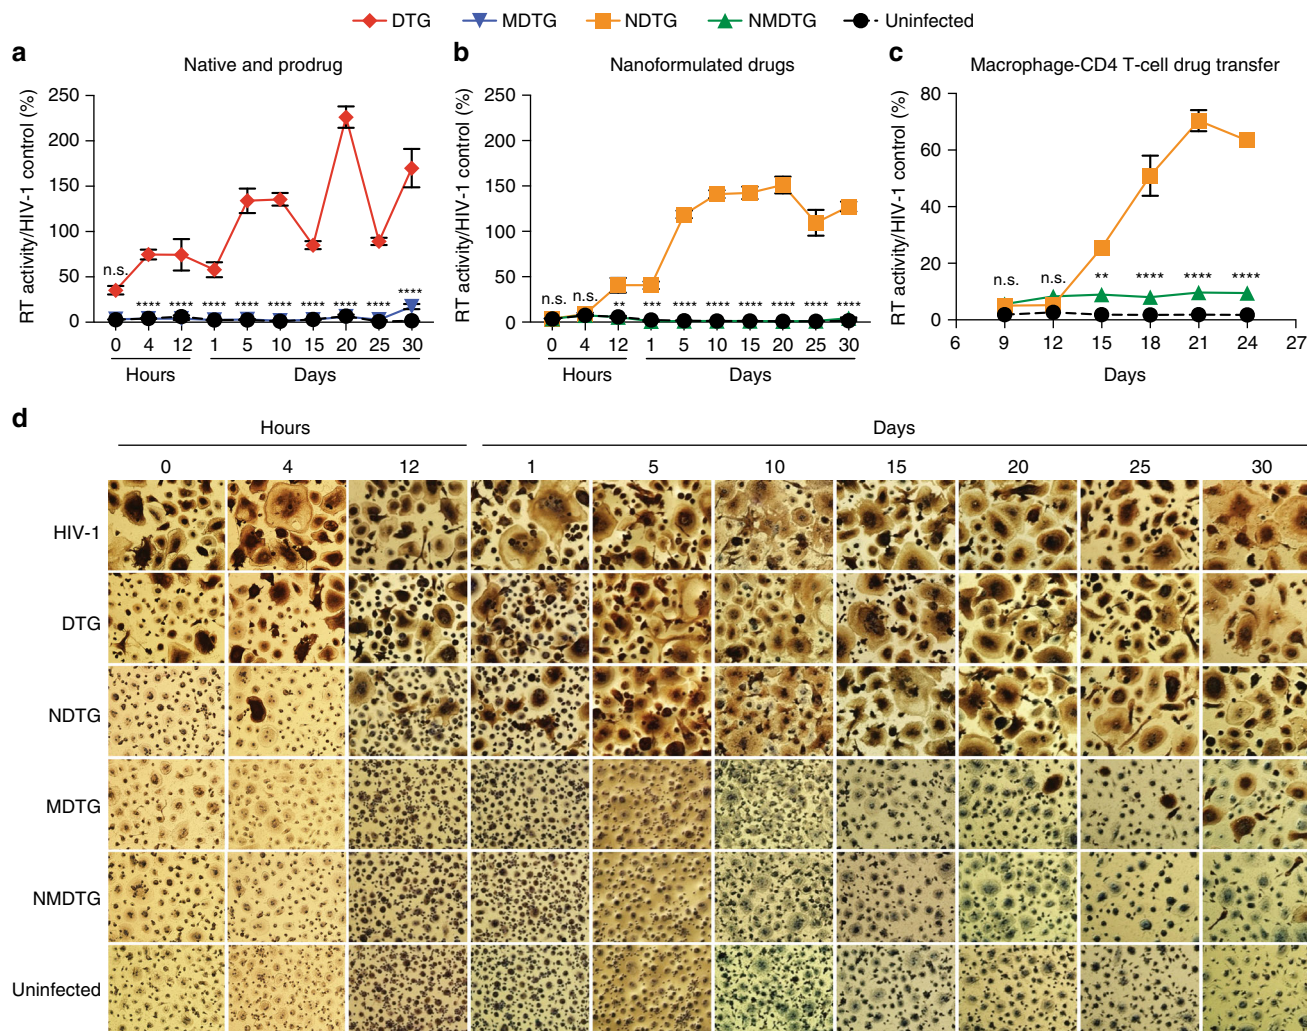 DTG MDTG NDTG NMDTG Uninfected
a
Native and prodrug
RT activity/HIV-1 control (%)
250
200
150
100
50
0
n.s.
**** **** **** **** **** **** **** **** ****
0 4 12 1 5 10 15 20 25 30
Hours Days
b
Nanoformulated drugs
RT activity/HIV-1 control (%)
250
200
150
100
50
0
n.s. n.s. ** *** **** **** **** **** **** ****
0 4 12 1 5 10 15 20 25 30
Hours Days
c
Macrophage-CD4 T-cell drug transfer
RT activity/HIV-1 control (%)
80
60
40
20
0
n.s. n.s. ** **** **** ****
6 9 12 15 18 21 24 27
Days
d
Hours Days
0 4 12 1 5 10 15 20 25 30
HIV-1
DTG
NDTG
MDTG
NMDTG
Uninfected